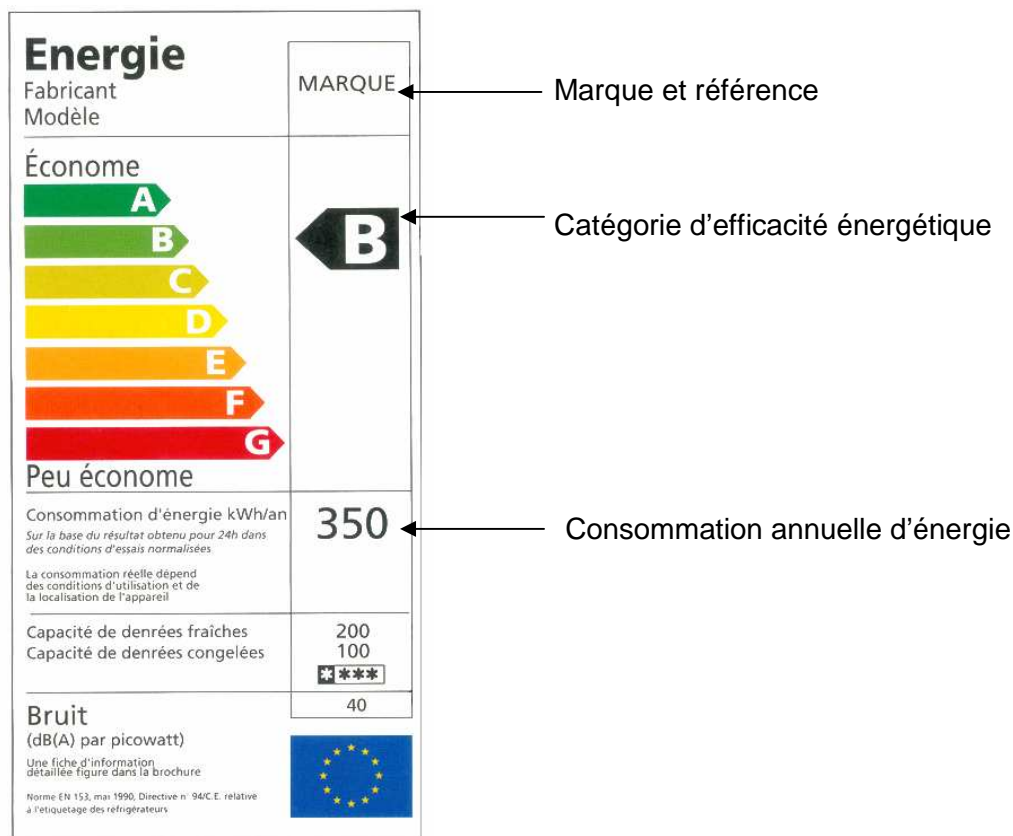 Energie
Fabricant
Modèle
MARQUE
Marque et référence
Économe
A
B
C
D
E
F
G
B
Catégorie d’efficacité énergétique
Peu économe
Consommation d'énergie kWh/an
350
Consommation annuelle d’énergie
Sur la base du résultat obtenu pour 24h dans
des conditions d'essais normalisées
La consommation réelle dépend
des conditions d'utilisation et de
la localisation de l'appareil
Capacité de denrées fraîches
200
Capacité de denrées congelées
100
****
Bruit
40
(dB(A) par picowatt)
Une fiche d'information
détaillée figure dans la brochure
Norme EN 153, mai 1990, Directive n° 94/C.E. relative
à l'etiquetage des réfrigérateurs